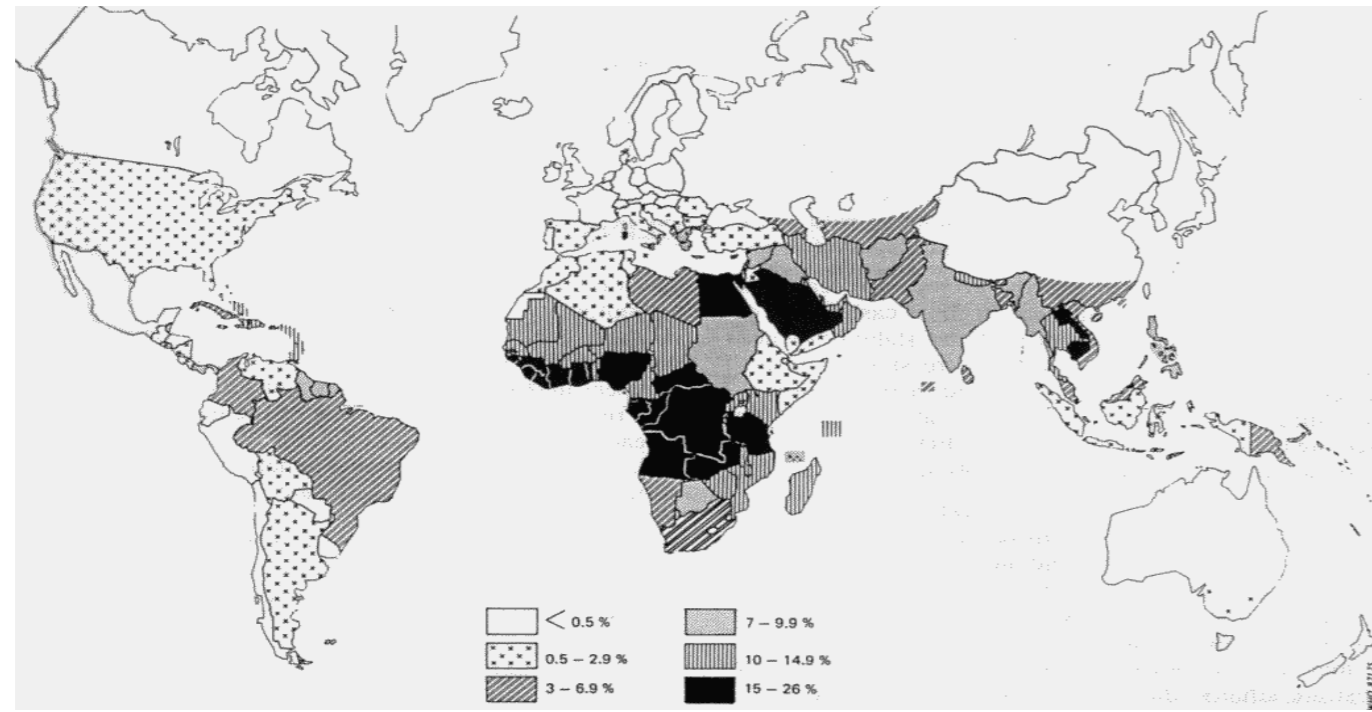 < 0.5 %
0.5 – 2.9 %
3 – 6.9 %
7 – 9.9 %
10 – 14.9 %
15 – 26 %